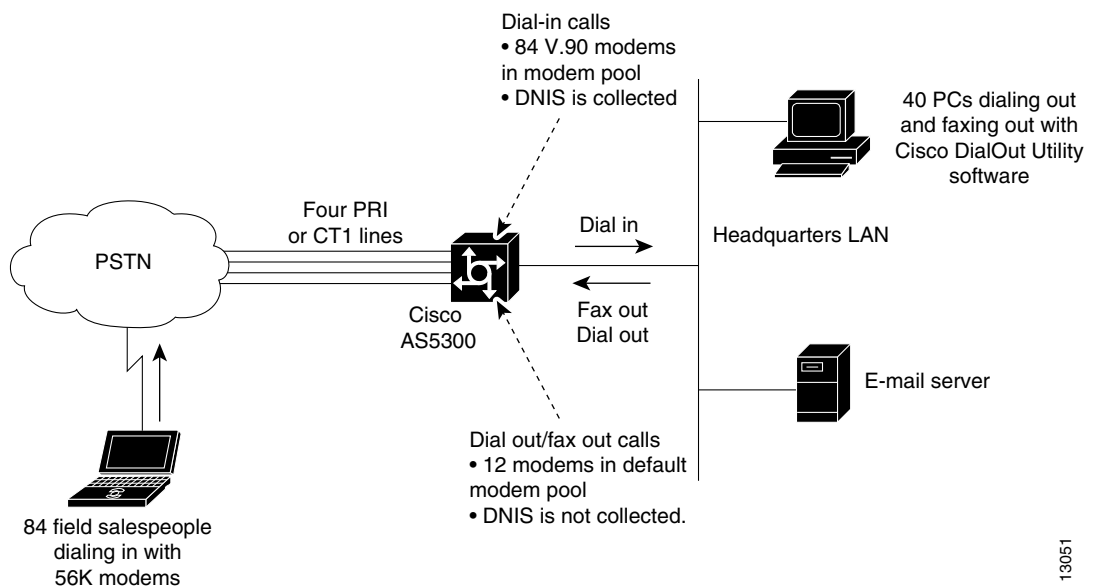 Dial-in calls
• 84 V.90 modems
in modem pool
• DNIS is collected
40 PCs dialing out
and faxing out with
Cisco DialOut Utility
software
Four PRI
or CT1 lines
Dial in
Headquarters LAN
PSTN
Cisco
AS5300
Fax out
Dial out
E-mail server
Dial out/fax out calls
• 12 modems in default
modem pool
• DNIS is not collected.
84 field salespeople
dialing in with
56K modems
13051